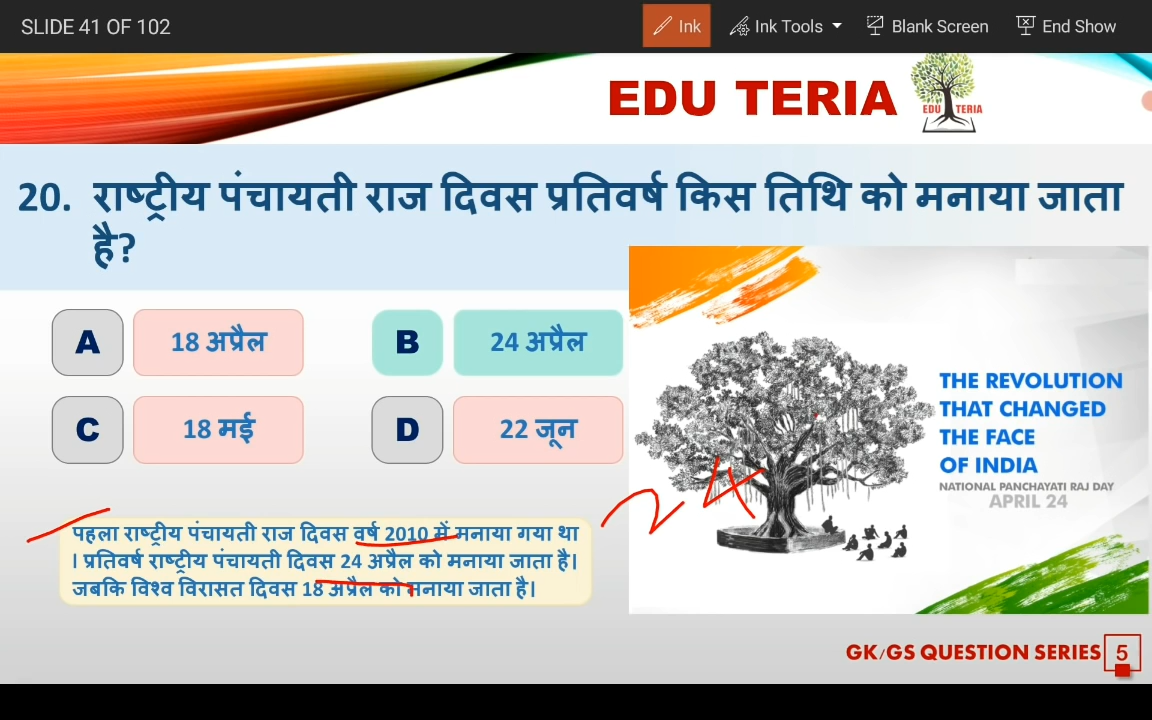 SLIDE 41 OF 102
Ink
Ink Tools
Blank Screen
End Show
EDU TERIA
EDU TERIA
20. राष्ट्रीय पंचायती राज दिवस प्रतिवर्ष किस तिथि को मनाया जाता
है?
A 18 अप्रैल
B 24 अप्रैल
C 18 मई
D 22 जून
THE REVOLUTION
THAT CHANGED
THE FACE
OF INDIA
NATIONAL PANCHAYATI RAJ DAY
APRIL 24
24
पहला राष्ट्रीय पंचायती राज दिवस वर्ष 2010 में मनाया गया था
। प्रतिवर्ष राष्ट्रीय पंचायती दिवस 24 अप्रैल को मनाया जाता है।
जबकि विश्व विरासत दिवस 18 अप्रैल को मनाया जाता है।
GK/GS QUESTION SERIES 5